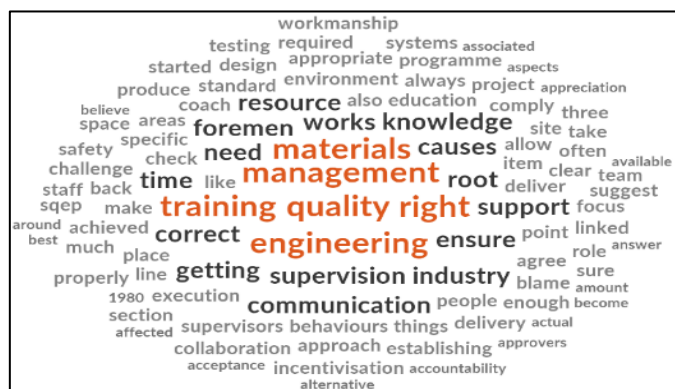 workmanship
testing required systems associated
started design appropriate programme aspects
produce standard environment always project appreciation
believe coach resource also education comply three
space areas foremen works knowledge site take
safety specific need materials causes allow often
challenge check management item clear available
staff back time like root deliver team suggest
sqep make training quality right support focus
around achieved correct engineering ensure point linked
best much place agree role answer
properly line getting supervision industry blame sure amount
1980 execution communication people enough become
section supervisors behaviours things delivery actual
affected collaboration approach establishing approvers
acceptance incentivisation accountability
alternative